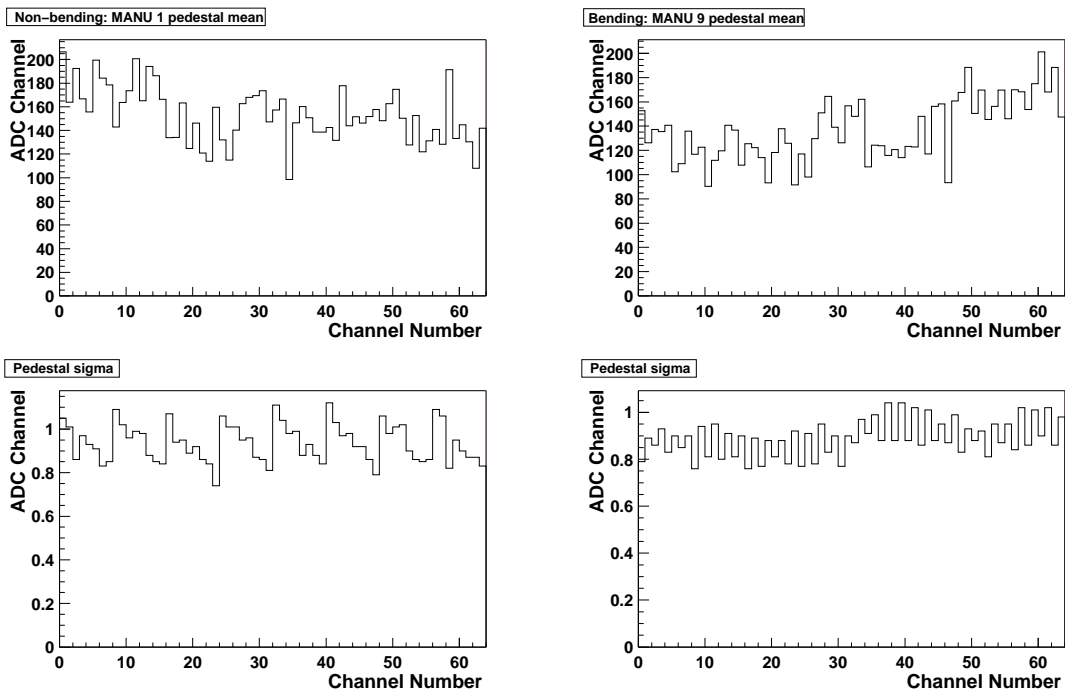 Non−bending: MANU 1 pedestal mean
ADC Channel
200
180
160
140
120
100
80
60
40
20
0
0 10 20 30 40 50 60
Channel Number
Bending: MANU 9 pedestal mean
ADC Channel
200
180
160
140
120
100
80
60
40
20
0
0 10 20 30 40 50 60
Channel Number
Pedestal sigma
ADC Channel
1
0.8
0.6
0.4
0.2
0
0 10 20 30 40 50 60
Channel Number
Pedestal sigma
ADC Channel
1
0.8
0.6
0.4
0.2
0
0 10 20 30 40 50 60
Channel Number